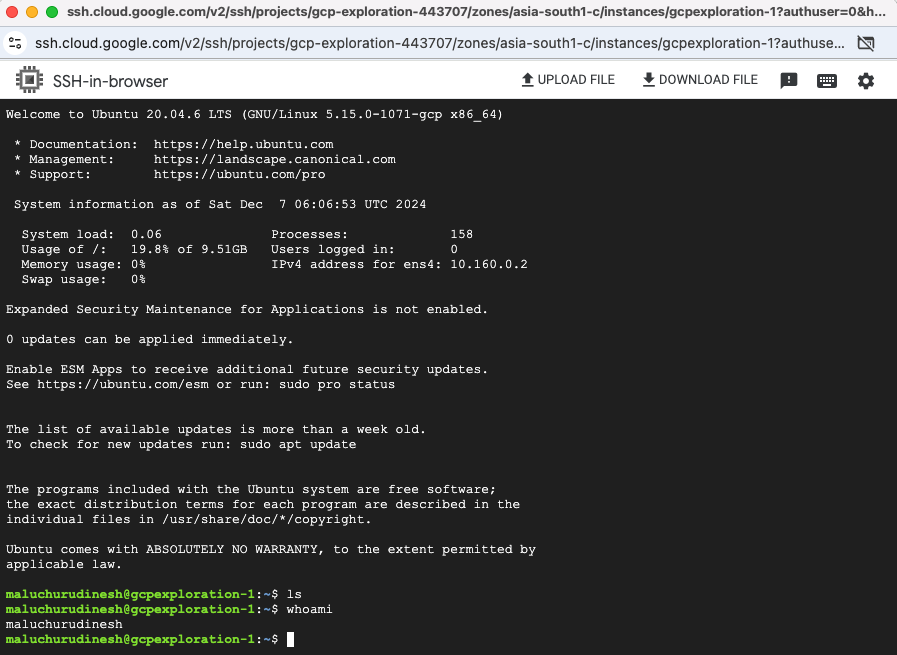 ssh.cloud.google.com/v2/ssh/projects/gcp-exploration-443707/zones/asia-south1-c/instances/gcpexploration-1?authuser=0&h...
ssh.cloud.google.com/v2/ssh/projects/gcp-exploration-443707/zones/asia-south1-c/instances/gcpexploration-1?authuse...
SSH-in-browser UPLOAD FILE DOWNLOAD FILE
Welcome to Ubuntu 20.04.6 LTS (GNU/Linux 5.15.0-1071-gcp x86_64)
* Documentation:  https://help.ubuntu.com
* Management:     https://landscape.canonical.com
* Support:        https://ubuntu.com/pro
System information as of Sat Dec  7 06:06:53 UTC 2024
System load:  0.06              Processes:             158
Usage of /:   19.8% of 9.51GB   Users logged in:       0
Memory usage: 0%                IPv4 address for ens4: 10.160.0.2
Swap usage:   0%
Expanded Security Maintenance for Applications is not enabled.
0 updates can be applied immediately.
Enable ESM Apps to receive additional future security updates.
See https://ubuntu.com/esm or run: sudo pro status
The list of available updates is more than a week old.
To check for new updates run: sudo apt update
The programs included with the Ubuntu system are free software;
the exact distribution terms for each program are described in the
individual files in /usr/share/doc/*/copyright.
Ubuntu comes with ABSOLUTELY NO WARRANTY, to the extent permitted by
applicable law.
maluchurudinesh@gcpexploration-1:~$ ls
maluchurudinesh@gcpexploration-1:~$ whoami
maluchurudinesh
maluchurudinesh@gcpexploration-1:~$